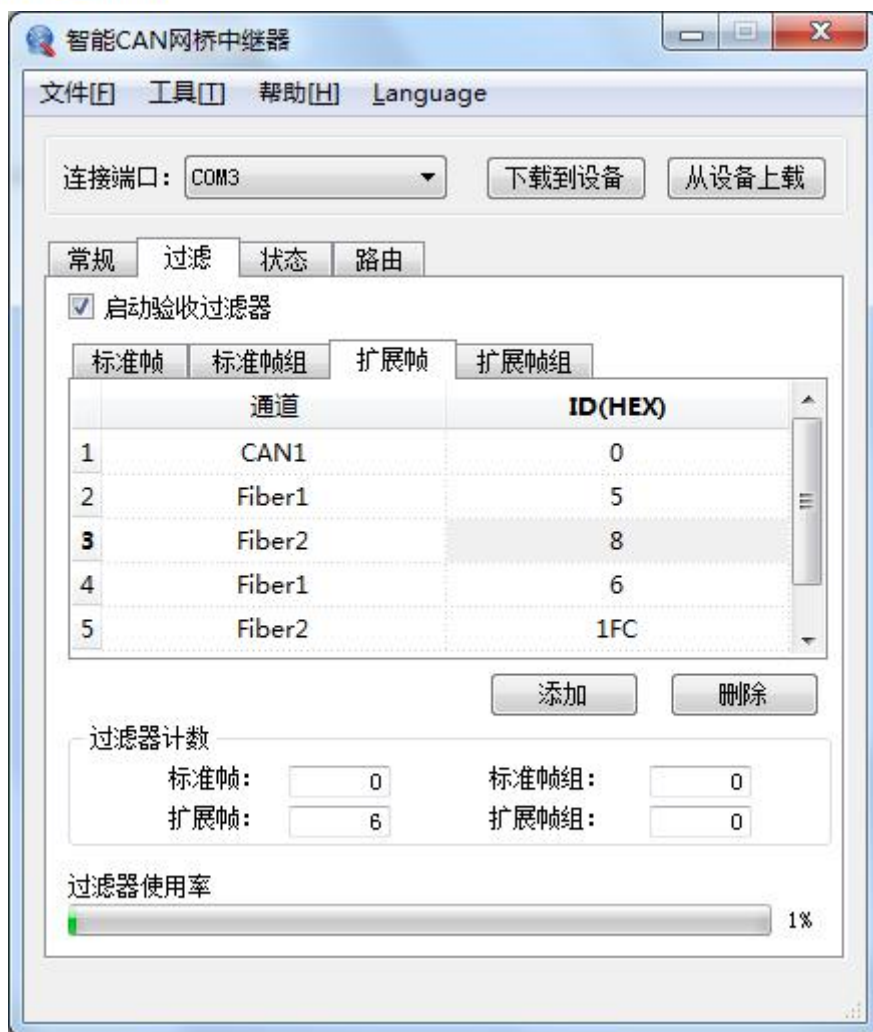 智能CAN网桥中继器
文件[F] 工具[T] 帮助[H] Language
连接端口: COM3 下载到设备 从设备上载
常规 过滤 状态 路由
启动验收过滤器
标准帧 标准帧组 扩展帧 扩展帧组
通道 ID(HEX)
1 CAN1 0
2 Fiber1 5
3 Fiber2 8
4 Fiber1 6
5 Fiber2 1FC
添加 删除
过滤器计数
标准帧: 0 标准帧组: 0
扩展帧: 6 扩展帧组: 0
过滤器使用率
1%